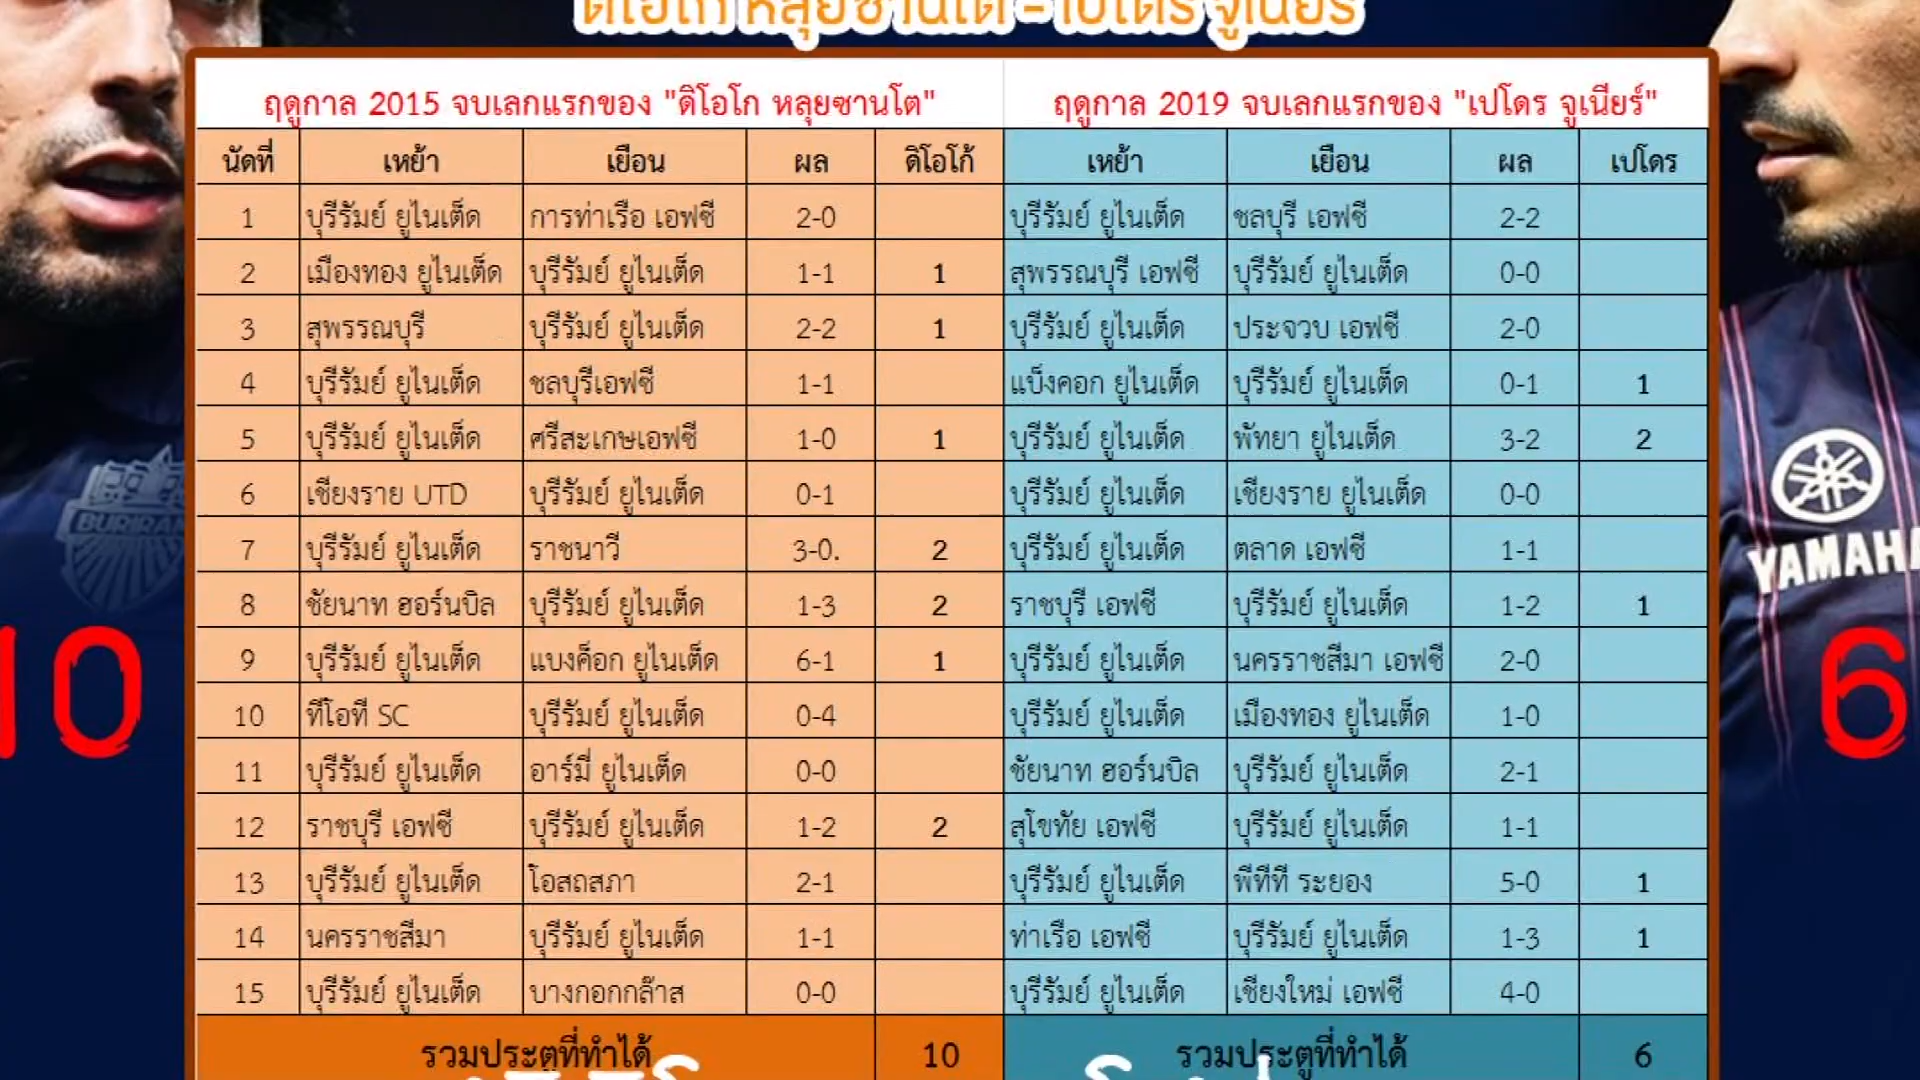 ดิโอโก หลุยซานโต - เปโดร จูเนียร์
ฤดูกาล 2015 จบเลกแรกของ "ดิโอโก หลุยซานโต" ฤดูกาล 2019 จบเลกแรกของ "เปโดร จูเนียร์"
นัดที่ เหย้า เยือน ผล ดิโอโก้ เหย้า เยือน ผล เปโดร
1 บุรีรัมย์ ยูไนเต็ด การท่าเรือ เอฟซี 2-0 บุรีรัมย์ ยูไนเต็ด ชลบุรี เอฟซี 2-2
2 เมืองทอง ยูไนเต็ด บุรีรัมย์ ยูไนเต็ด 1-1 1 สุพรรณบุรี เอฟซี บุรีรัมย์ ยูไนเต็ด 0-0
3 สุพรรณบุรี บุรีรัมย์ ยูไนเต็ด 2-2 1 บุรีรัมย์ ยูไนเต็ด ประจวบ เอฟซี 2-0
4 บุรีรัมย์ ยูไนเต็ด ชลบุรีเอฟซี 1-1 แบ็งคอก ยูไนเต็ด บุรีรัมย์ ยูไนเต็ด 0-1 1
5 บุรีรัมย์ ยูไนเต็ด ศรีสะเกษเอฟซี 1-0 1 บุรีรัมย์ ยูไนเต็ด พัทยา ยูไนเต็ด 3-2 2
6 เชียงราย UTD บุรีรัมย์ ยูไนเต็ด 0-1 บุรีรัมย์ ยูไนเต็ด เชียงราย ยูไนเต็ด 0-0
7 บุรีรัมย์ ยูไนเต็ด ราชนาวี 3-0. 2 บุรีรัมย์ ยูไนเต็ด ตลาด เอฟซี 1-1
8 ชัยนาท ฮอร์นบิล บุรีรัมย์ ยูไนเต็ด 1-3 2 ราชบุรี เอฟซี บุรีรัมย์ ยูไนเต็ด 1-2 1
9 บุรีรัมย์ ยูไนเต็ด แบงค็อก ยูไนเต็ด 6-1 1 บุรีรัมย์ ยูไนเต็ด นครราชสีมา เอฟซี 2-0
10 ทีโอที SC บุรีรัมย์ ยูไนเต็ด 0-4 บุรีรัมย์ ยูไนเต็ด เมืองทอง ยูไนเต็ด 1-0
11 บุรีรัมย์ ยูไนเต็ด อาร์มี่ ยูไนเต็ด 0-0 ชัยนาท ฮอร์นบิล บุรีรัมย์ ยูไนเต็ด 2-1
12 ราชบุรี เอฟซี บุรีรัมย์ ยูไนเต็ด 1-2 2 สุโขทัย เอฟซี บุรีรัมย์ ยูไนเต็ด 1-1
13 บุรีรัมย์ ยูไนเต็ด โอสถสภา 2-1 บุรีรัมย์ ยูไนเต็ด พีทีที ระยอง 5-0 1
14 นครราชสีมา บุรีรัมย์ ยูไนเต็ด 1-1 ท่าเรือ เอฟซี บุรีรัมย์ ยูไนเต็ด 1-3 1
15 บุรีรัมย์ ยูไนเต็ด บางกอกกล๊าส 0-0 บุรีรัมย์ ยูไนเต็ด เชียงใหม่ เอฟซี 4-0
รวมประตูที่ทำได้ 10 รวมประตูที่ทำได้ 6
BURIRAM
YAMAHA
10
6